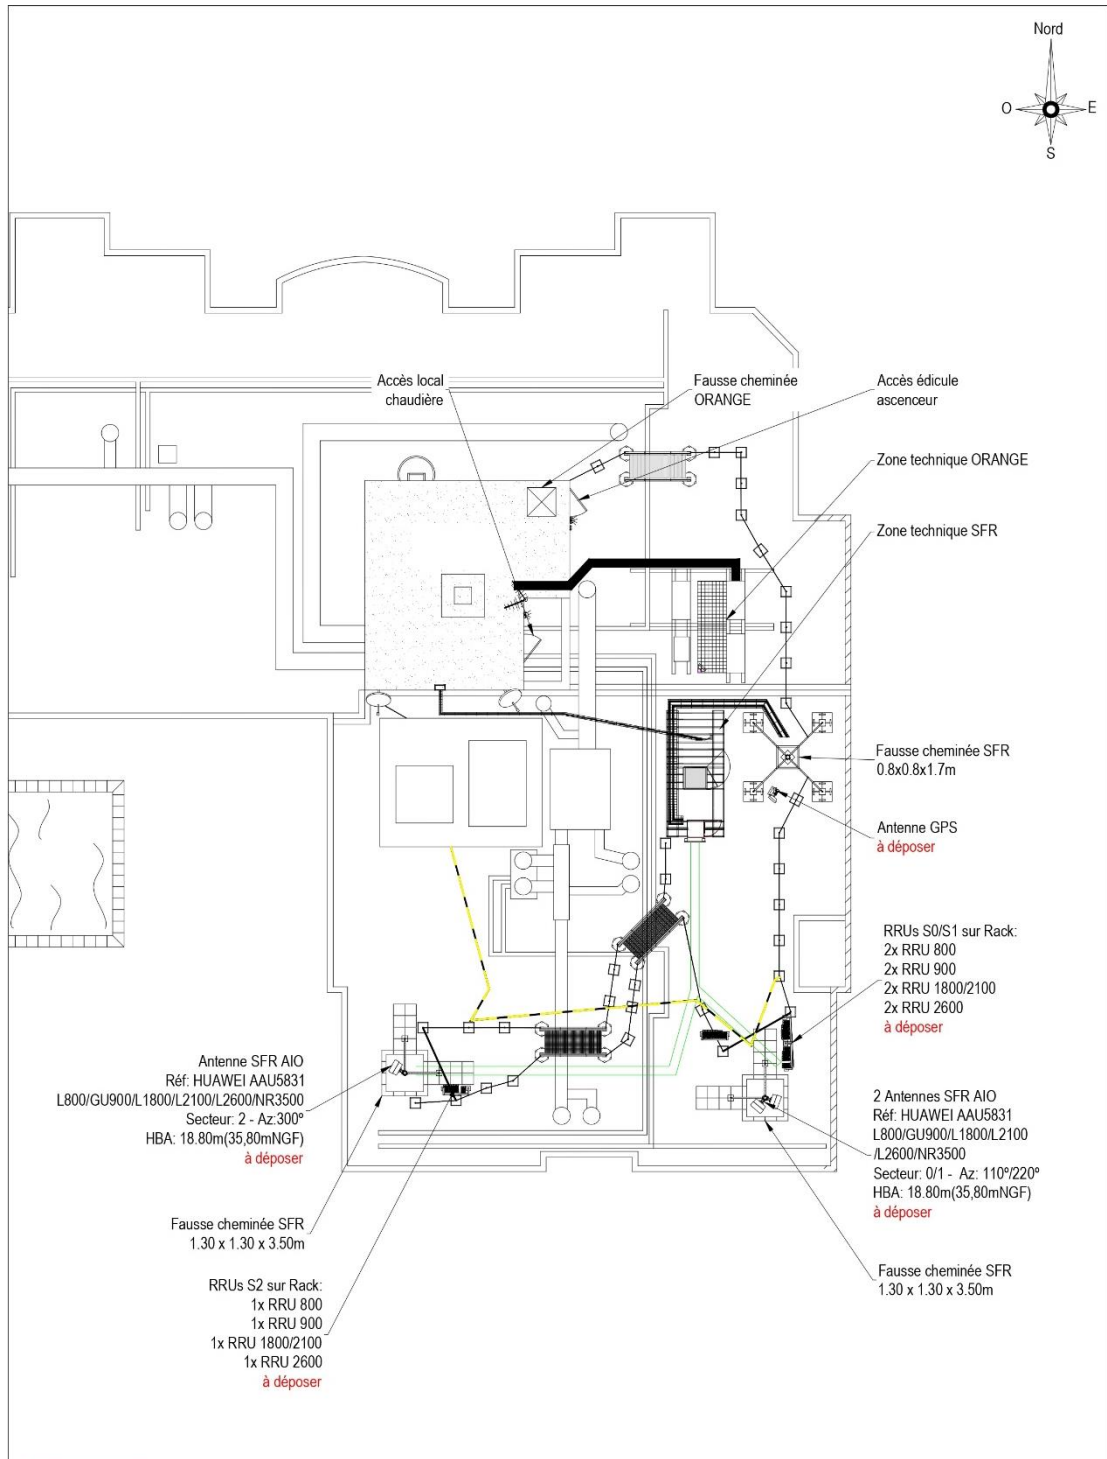 Nord
O
E
S
Accès local
chaudière
Fausse cheminée
ORANGE
Accès édicule
ascenceur
Zone technique ORANGE
Zone technique SFR
Fausse cheminée SFR
0.8x0.8x1.7m
Antenne GPS
à déposer
RRUs S0/S1 sur Rack:
2x RRU 800
2x RRU 900
2x RRU 1800/2100
2x RRU 2600
à déposer
Antenne SFR AIO
Réf: HUAWEI AAU5831
L800/GU900/L1800/L2100/L2600/NR3500
Secteur: 2 - Az:300º
HBA: 18.80m(35,80mNGF)
à déposer
2 Antennes SFR AIO
Réf: HUAWEI AAU5831
L800/GU900/L1800/L2100
/L2600/NR3500
Secteur: 0/1 - Az: 110º/220º
HBA: 18.80m(35,80mNGF)
à déposer
Fausse cheminée SFR
1.30 x 1.30 x 3.50m
Fausse cheminée SFR
1.30 x 1.30 x 3.50m
RRUs S2 sur Rack:
1x RRU 800
1x RRU 900
1x RRU 1800/2100
1x RRU 2600
à déposer